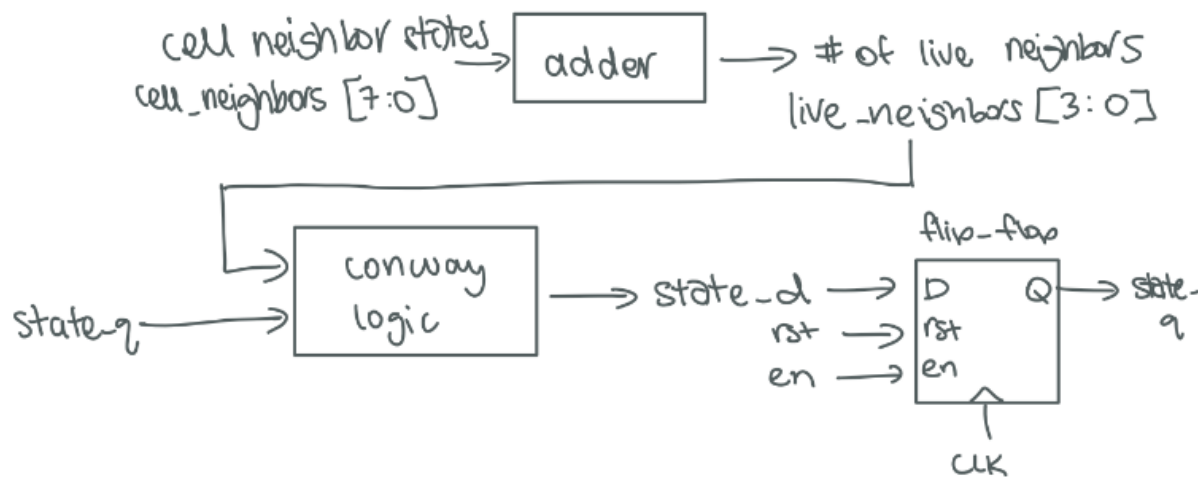 cell neighbor states
cell_neighbors [7:0]
adder
# of live neighbors
live_neighbors [3:0]
state_q
conway
logic
state_d
rst
en
flip_flop
D
Q
rst
en
state_
q
CLK